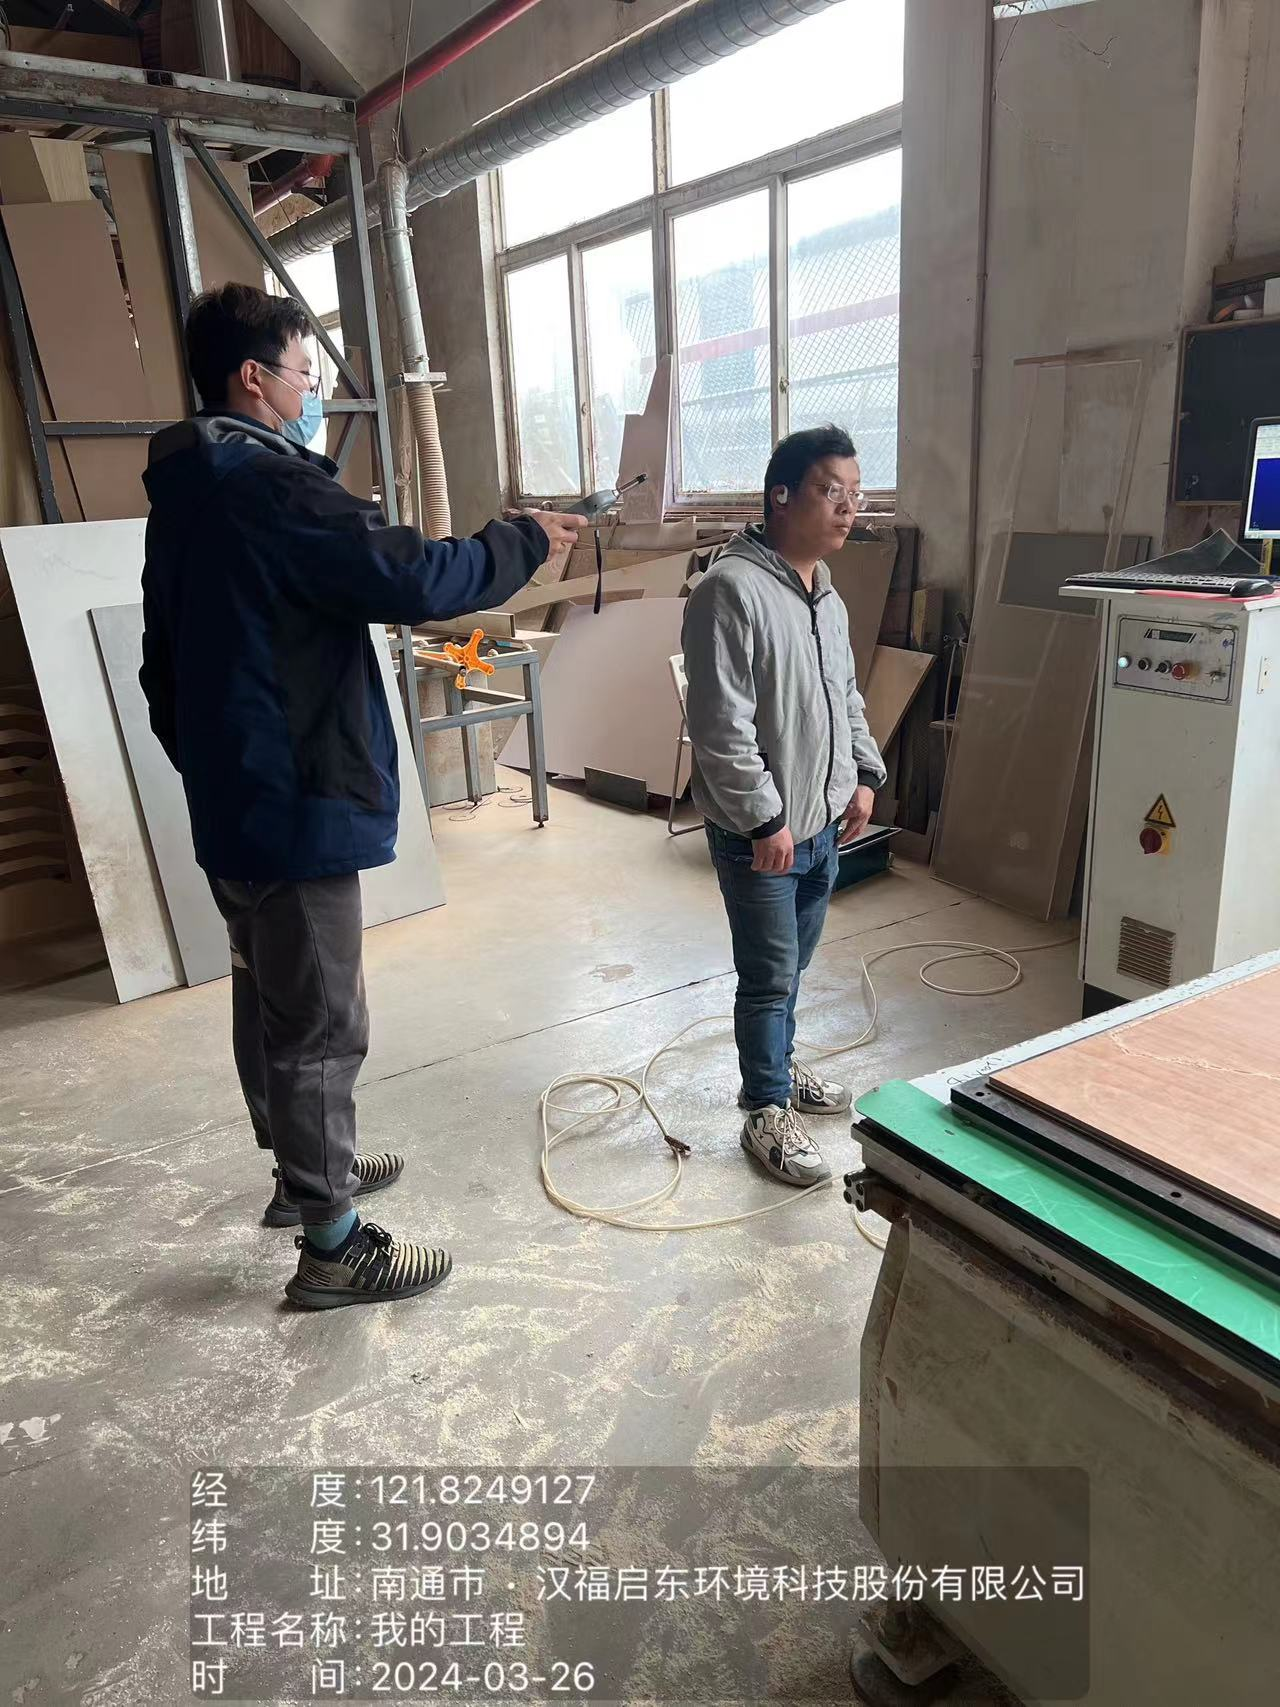 经 度:121.8249127
纬 度:31.9034894
地 址:南通市 · 汉福启东环境科技股份有限公司
工程名称:我的工程
时 间:2024-03-26